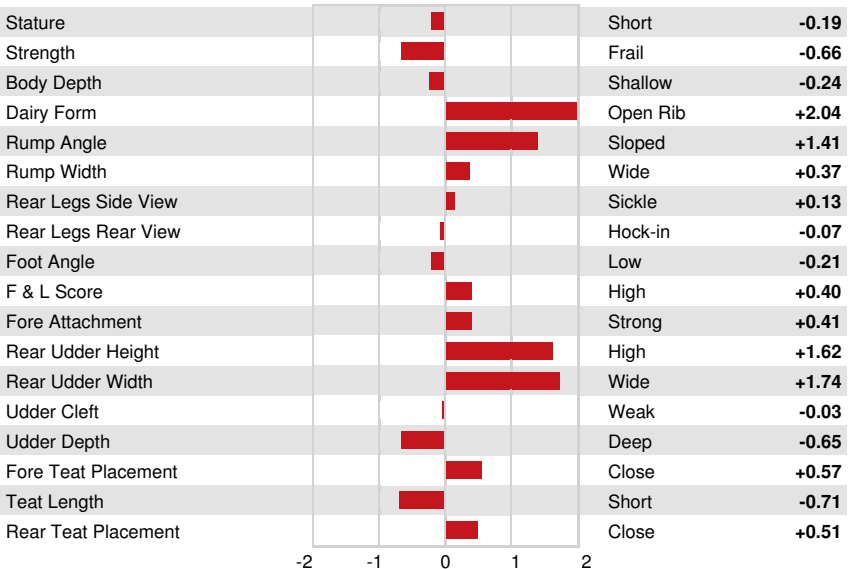 Stature Short -0.19
Strength Frail -0.66
Body Depth Shallow -0.24
Dairy Form Open Rib +2.04
Rump Angle Sloped +1.41
Rump Width Wide +0.37
Rear Legs Side View Sickle +0.13
Rear Legs Rear View Hock-in -0.07
Foot Angle Low -0.21
F & L Score High +0.40
Fore Attachment Strong +0.41
Rear Udder Height High +1.62
Rear Udder Width Wide +1.74
Udder Cleft Weak -0.03
Udder Depth Deep -0.65
Fore Teat Placement Close +0.57
Teat Length Short -0.71
Rear Teat Placement Close +0.51
-2 -1 0 1 2